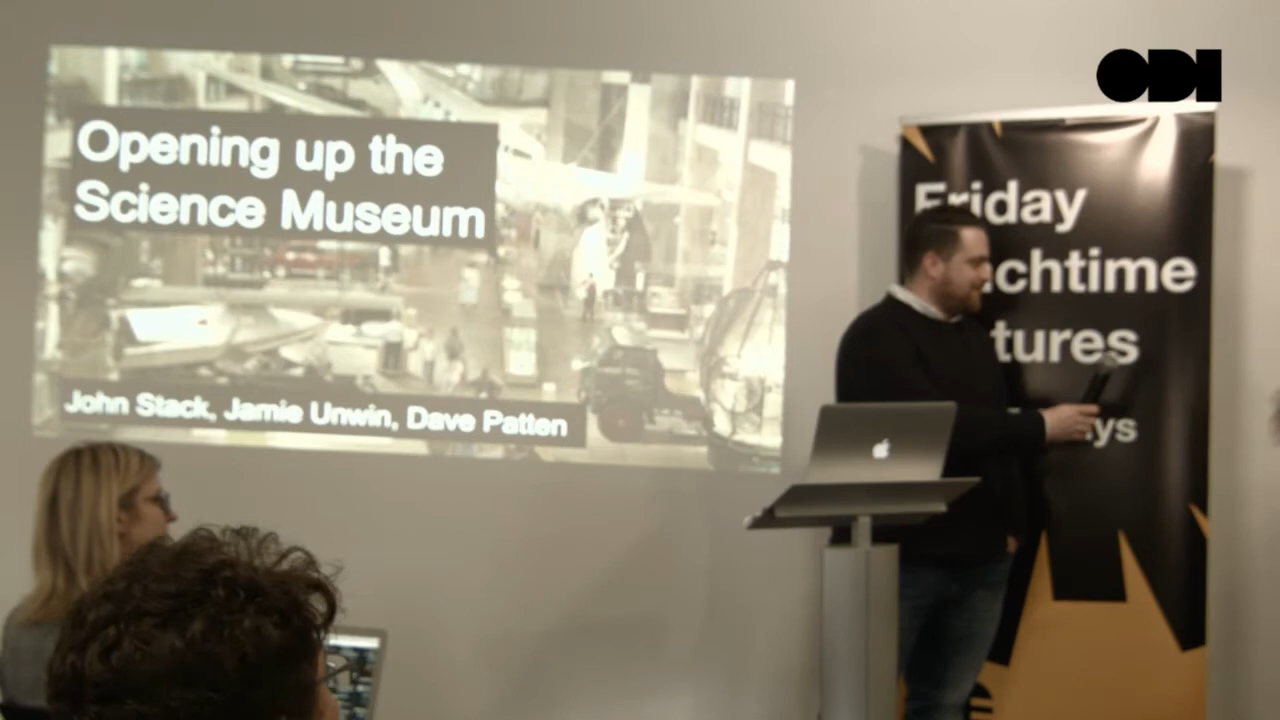 Opening up the
Science Museum
John Stack, Jamie Unwin, Dave Patten
ODI
Friday
chtime
tures
ys